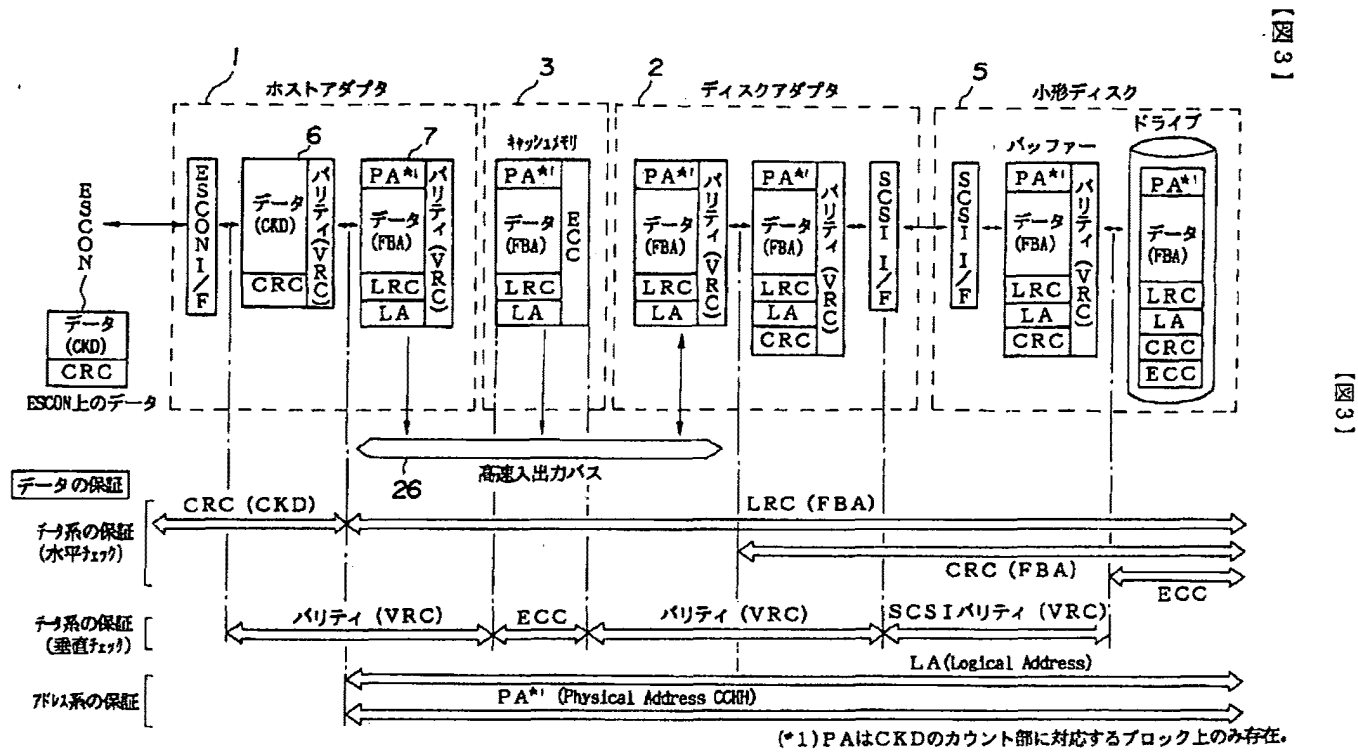 【図3】
【図3】
1
ホストアダプタ
3
2
ディスクアダプタ
5
小形ディスク
ドライブ
6
7
キャッシュメモリ
バッファー
ESCON
ESCON I/F
データ
(CKD)
CRC
パリティ(VRC)
PA*1
データ
(FBA)
LRC
LA
パリティ(VRC)
PA*1
データ
(FBA)
LRC
LA
ECC
PA*1
データ
(FBA)
LRC
LA
パリティ(VRC)
PA*1
データ
(FBA)
LRC
LA
CRC
パリティ(VRC)
SCSI I/F
SCSI I/F
PA*1
データ
(FBA)
LRC
LA
CRC
パリティ(VRC)
PA*1
データ
(FBA)
LRC
LA
CRC
ECC
データ
(CKD)
CRC
ESCON上のデータ
26
高速入出力バス
データの保証
データ系の保証
(水平チェック)
CRC (CKD)
LRC (FBA)
CRC (FBA)
ECC
データ系の保証
(垂直チェック)
パリティ (VRC)
ECC
パリティ (VRC)
SCSIパリティ (VRC)
アドレス系の保証
LA(Logical Address)
PA*1 (Physical Address CCHH)
(*1)PAはCKDのカウント部に対応するブロック上のみ存在。